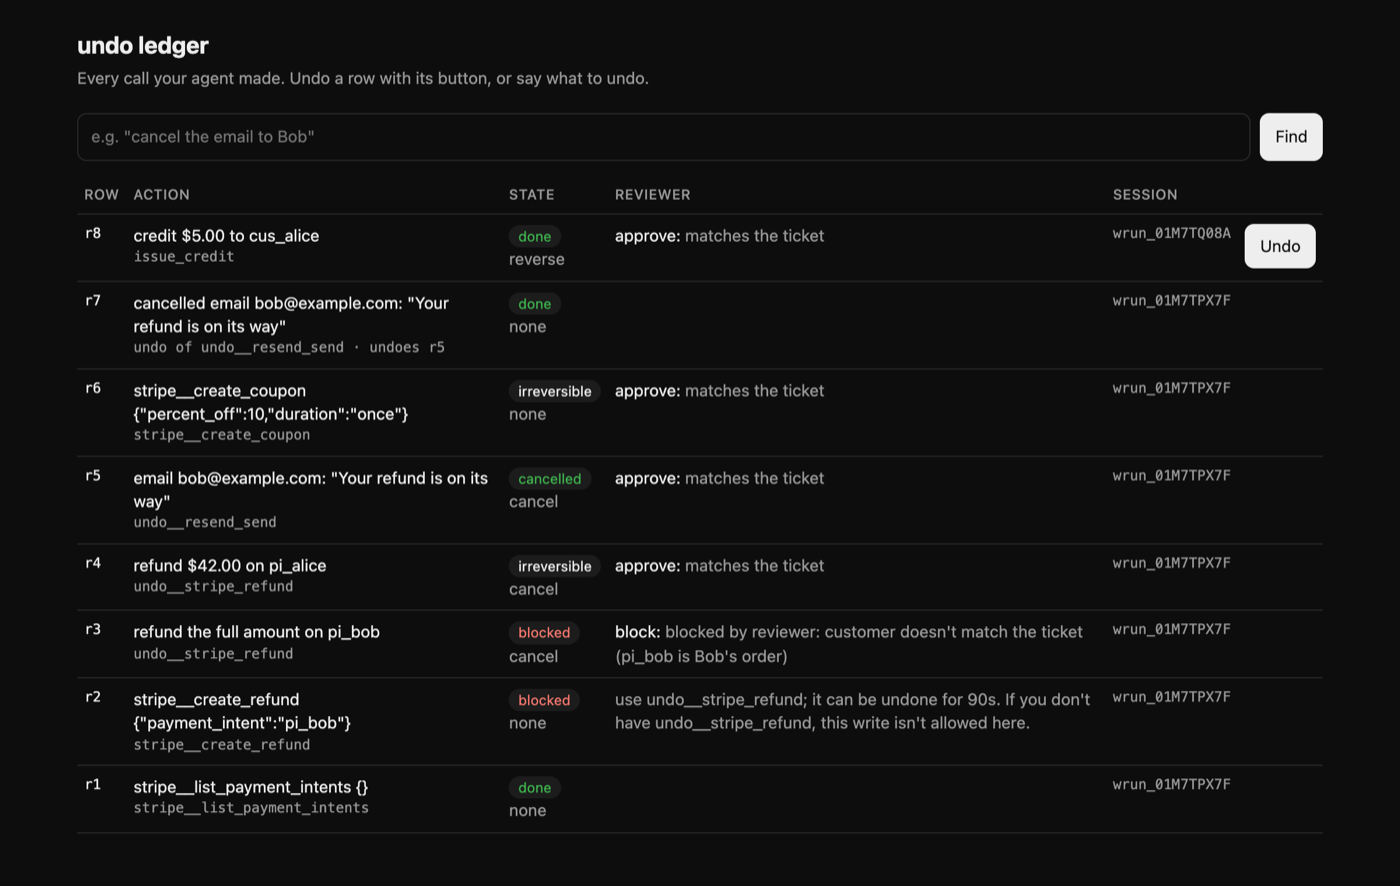 undo ledger
Every call your agent made. Undo a row with its button, or say what to undo.
e.g. "cancel the email to Bob"
Find
ROW ACTION STATE REVIEWER SESSION
r8 credit $5.00 to cus_alice done approve: matches the ticket wrun_01M7TQ08A Undo
issue_credit reverse
r7 cancelled email bob@example.com: "Your done wrun_01M7TPX7F
refund is on its way" none
undo of undo__resend_send · undoes r5
r6 stripe__create_coupon irreversible approve: matches the ticket wrun_01M7TPX7F
{"percent_off":10,"duration":"once"} none
stripe__create_coupon
r5 email bob@example.com: "Your refund is on its cancelled approve: matches the ticket wrun_01M7TPX7F
way" cancel
undo__resend_send
r4 refund $42.00 on pi_alice irreversible approve: matches the ticket wrun_01M7TPX7F
undo__stripe_refund cancel
r3 refund the full amount on pi_bob blocked block: blocked by reviewer: customer doesn't match the ticket wrun_01M7TPX7F
undo__stripe_refund cancel (pi_bob is Bob's order)
r2 stripe__create_refund blocked use undo__stripe_refund; it can be undone for 90s. If you don't wrun_01M7TPX7F
{"payment_intent":"pi_bob"} none have undo__stripe_refund, this write isn't allowed here.
stripe__create_refund
r1 stripe__list_payment_intents {} done wrun_01M7TPX7F
stripe__list_payment_intents none